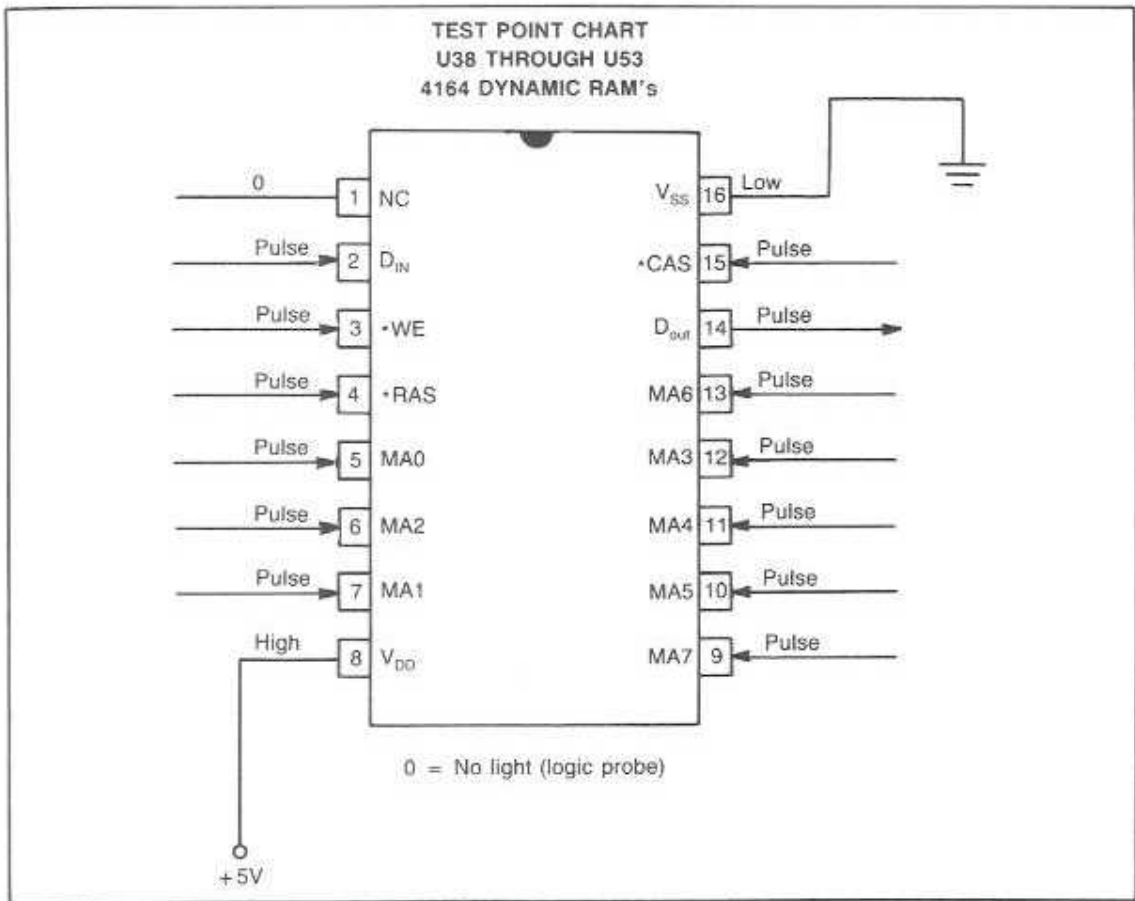 TEST POINT CHART
U38 THROUGH U53
4164 DYNAMIC RAM's
0 1 NC VSS 16 Low
Pulse 2 DIN *CAS 15 Pulse
Pulse 3 *WE Dout 14 Pulse
Pulse 4 *RAS MA6 13 Pulse
Pulse 5 MA0 MA3 12 Pulse
Pulse 6 MA2 MA4 11 Pulse
Pulse 7 MA1 MA5 10 Pulse
High 8 VDD MA7 9 Pulse
0 = No light (logic probe)
+5V